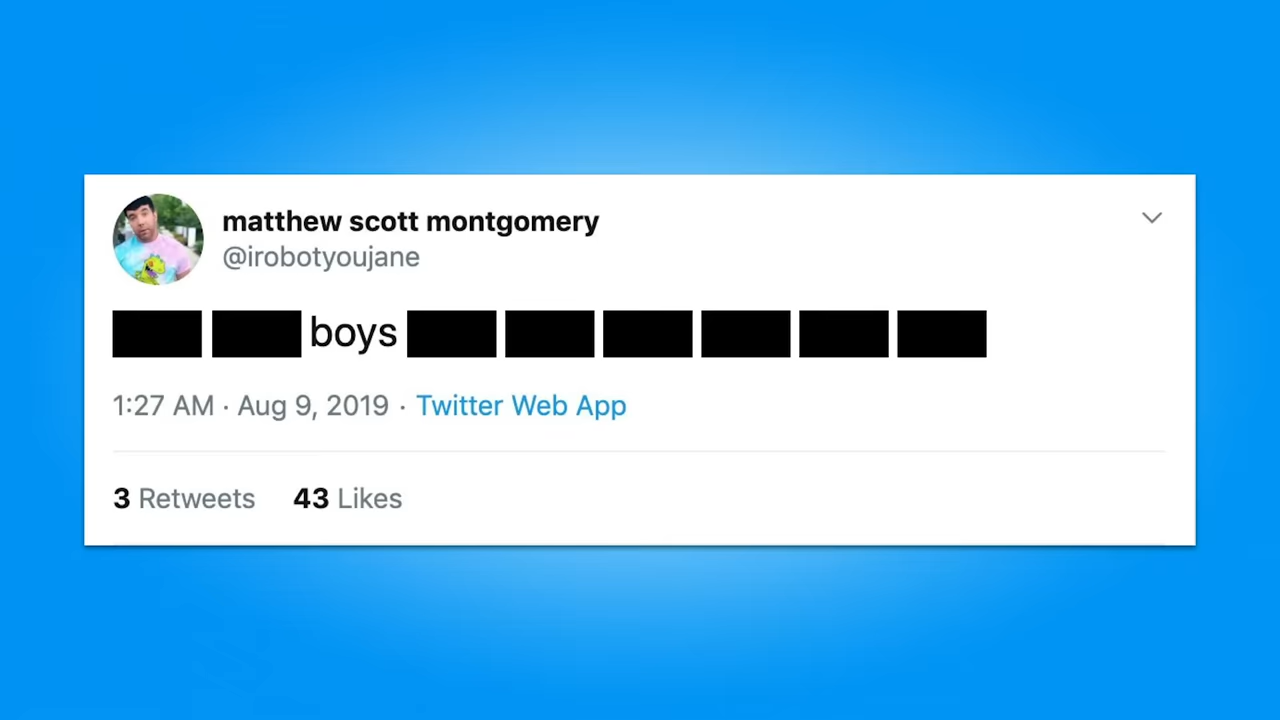 matthew scott montgomery
@irobotyoujane
boys
1:27 AM · Aug 9, 2019 · Twitter Web App
3 Retweets 43 Likes